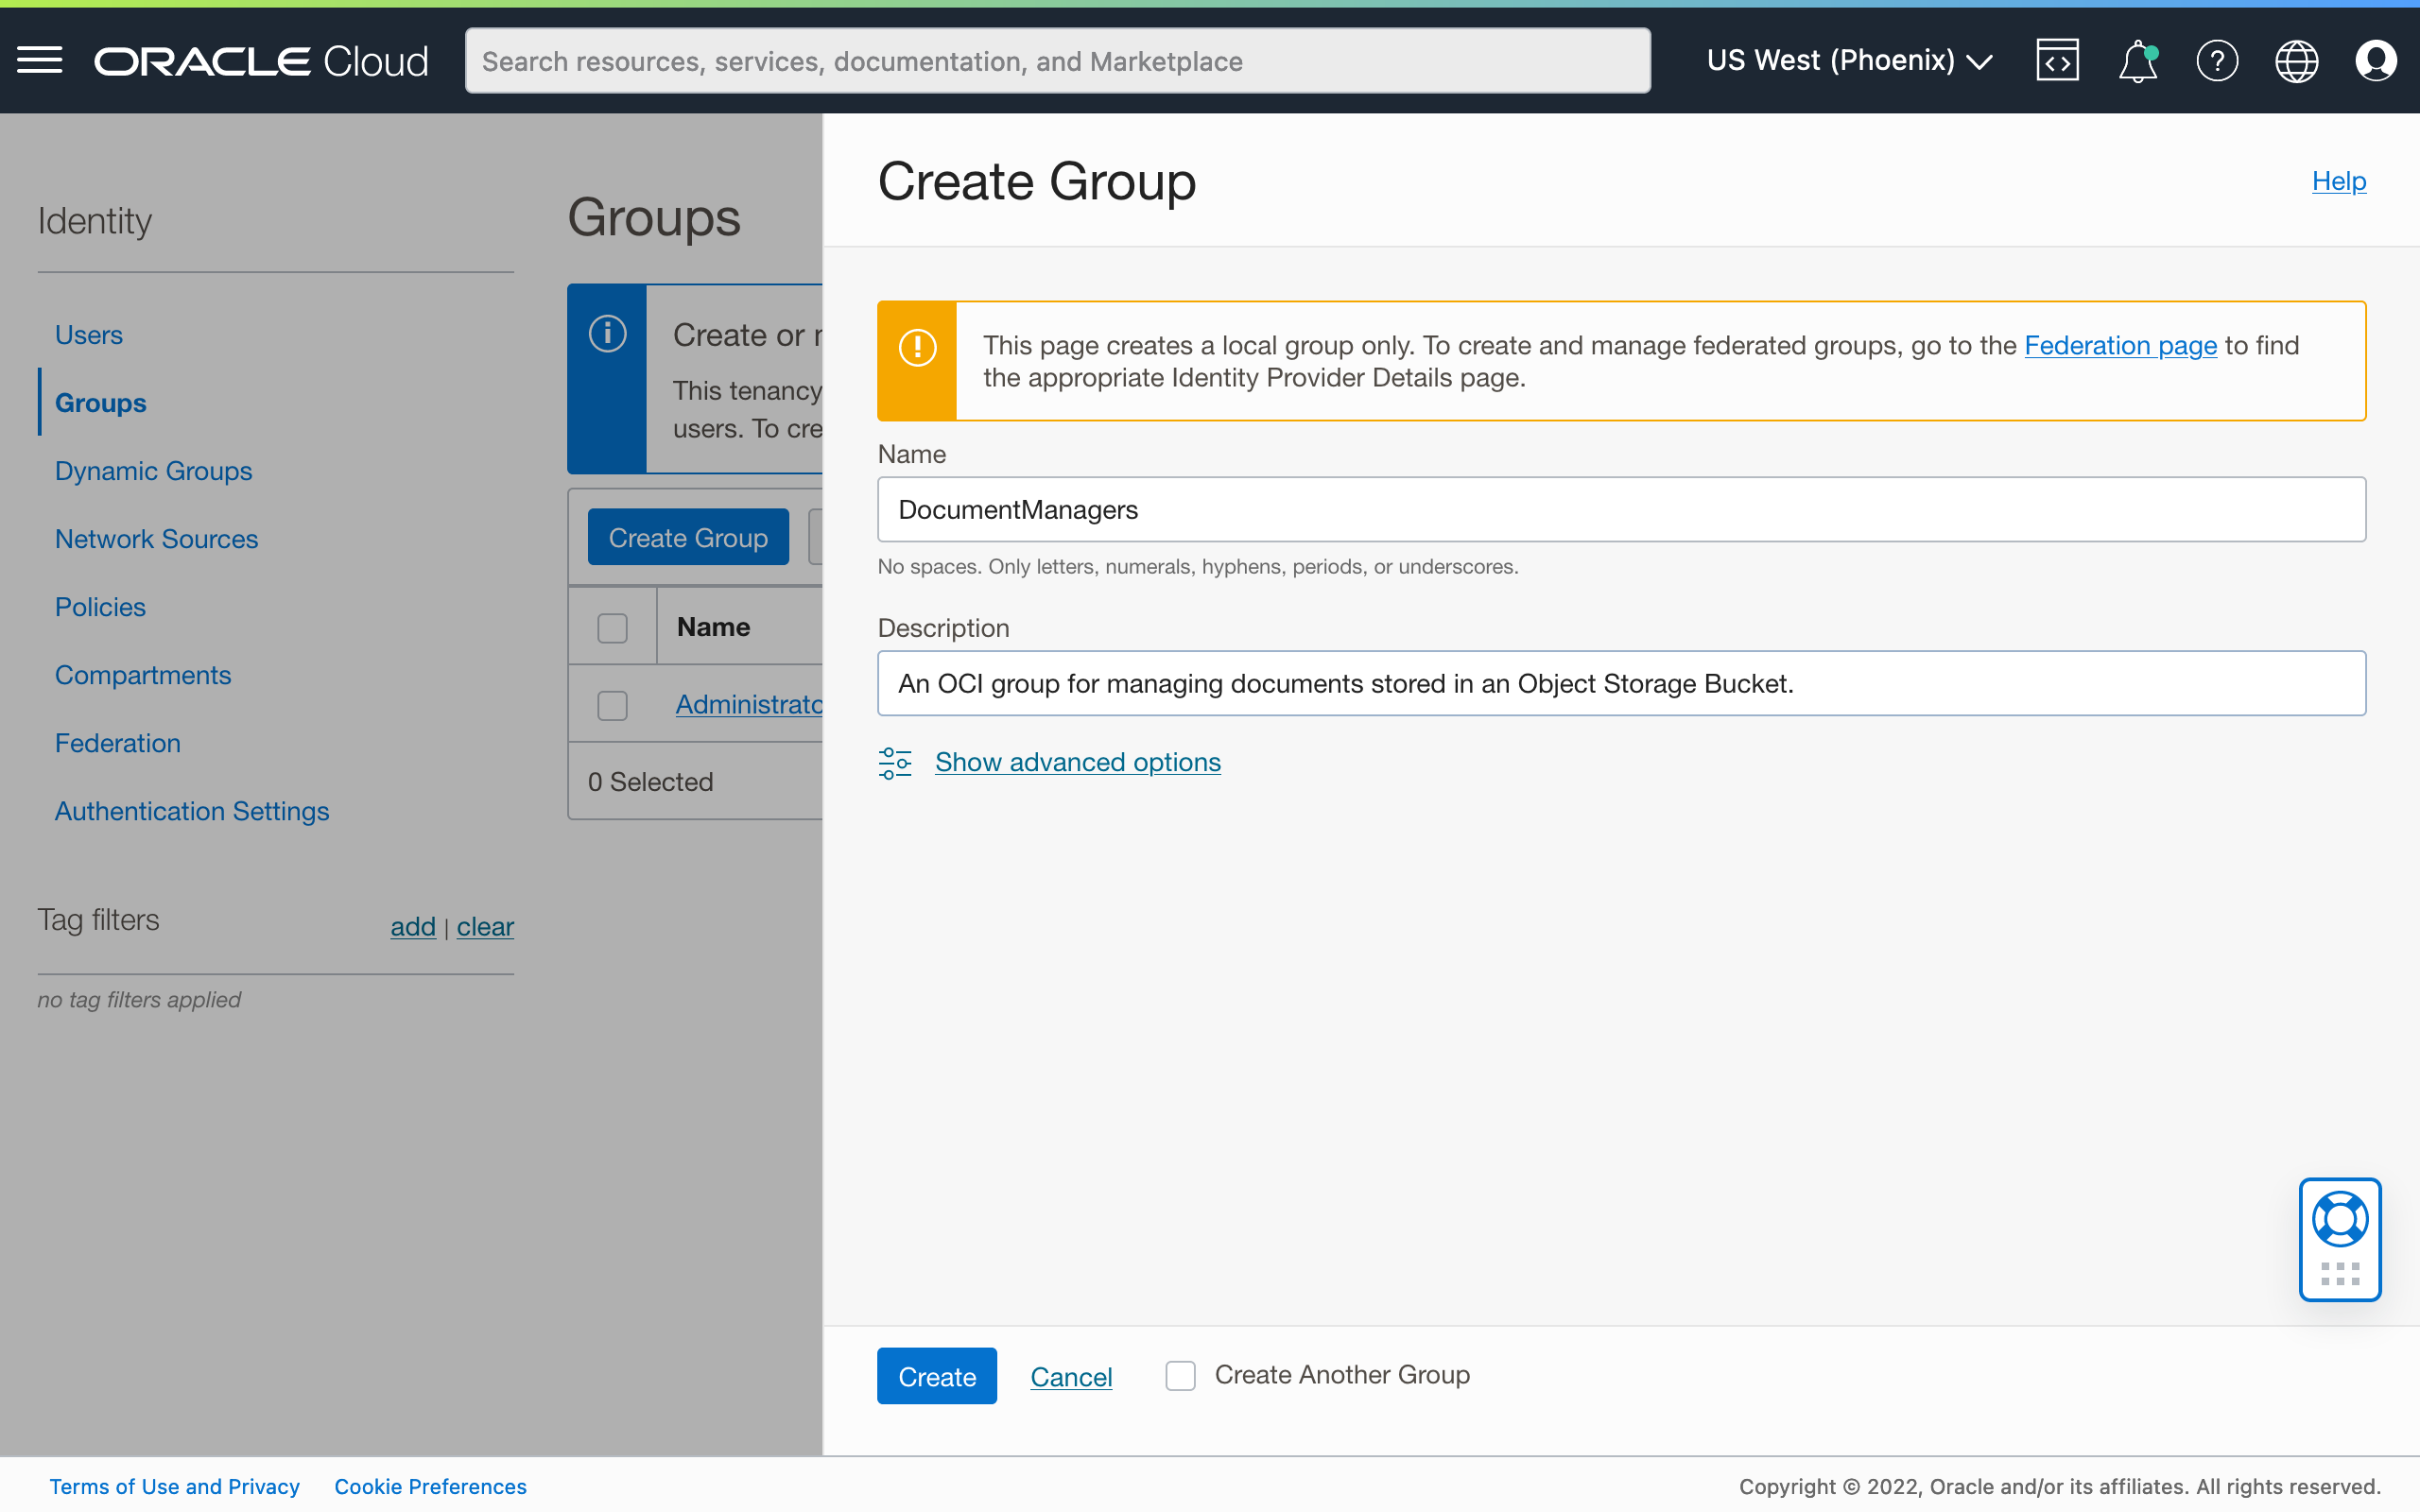 ORACLE Cloud
Search resources, services, documentation, and Marketplace
US West (Phoenix)
Identity
Users
Groups
Dynamic Groups
Network Sources
Policies
Compartments
Federation
Authentication Settings
Tag filters
add | clear
no tag filters applied
Groups
Create or
This tenancy
users. To cre
Create Group
Name
Administrato
0 Selected
Create Group
Help
This page creates a local group only. To create and manage federated groups, go to the Federation page to find
the appropriate Identity Provider Details page.
Name
DocumentManagers
No spaces. Only letters, numerals, hyphens, periods, or underscores.
Description
An OCI group for managing documents stored in an Object Storage Bucket.
Show advanced options
Create
Cancel
Create Another Group
Terms of Use and Privacy
Cookie Preferences
Copyright © 2022, Oracle and/or its affiliates. All rights reserved.